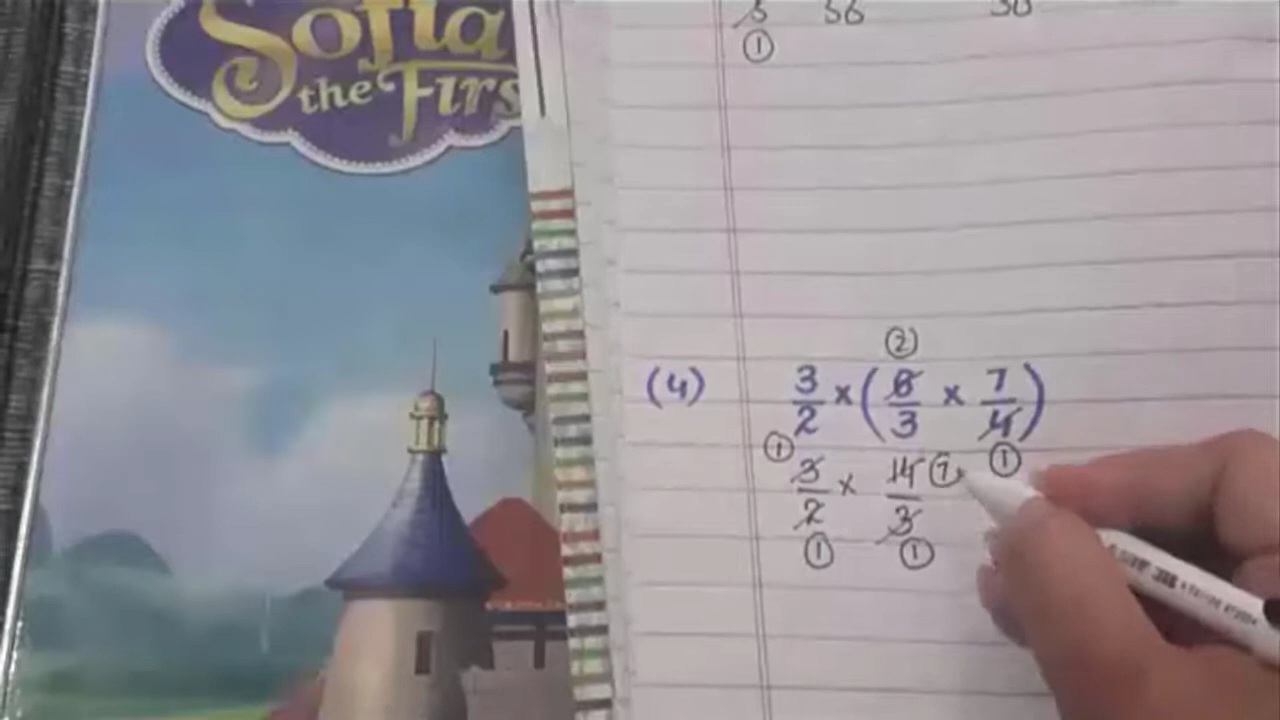 Sofia
the Firs
5 56 30
①
②
(4) 3/2 × (8/3 × 7/4)
① ①
3/2 × 14/3 ⑦
① ①